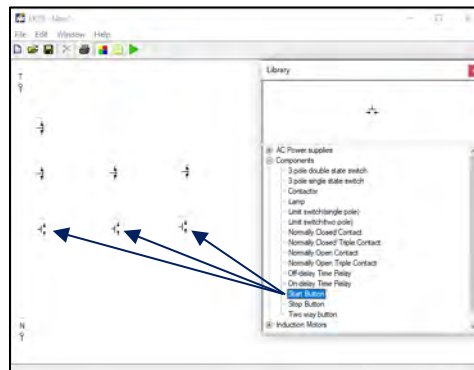 File Edit Window Help
Library
T
AC Power supplies
Components
3 pole double state switch
3 pole single state switch
Contactor
Lamp
Limit switch(single pole)
Limit switch(two pole)
Normally Closed Contact
Normally Closed Triple Contact
Normally Open Contact
Normally Open Triple Contact
Off-delay Time Relay
On-delay Time Relay
Start Button
Stop Button
Two way button
Induction Motors
N